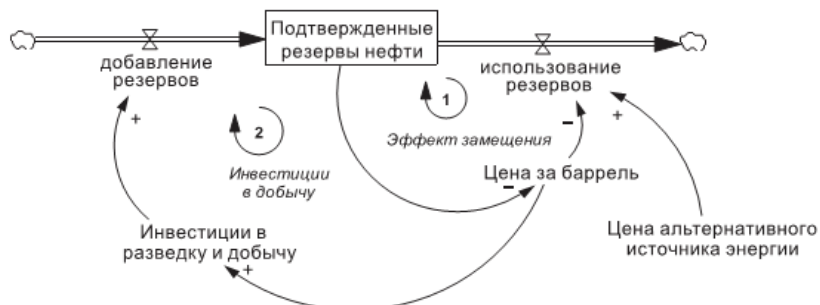 Подтвержденные
резервы нефти
добавление
резервов
использование
резервов
+
2
1
Эффект замещения
–
+
Инвестиции
в добычу
Цена за баррель
–
Инвестиции в
разведку и добычу
+
Цена альтернативного
источника энергии